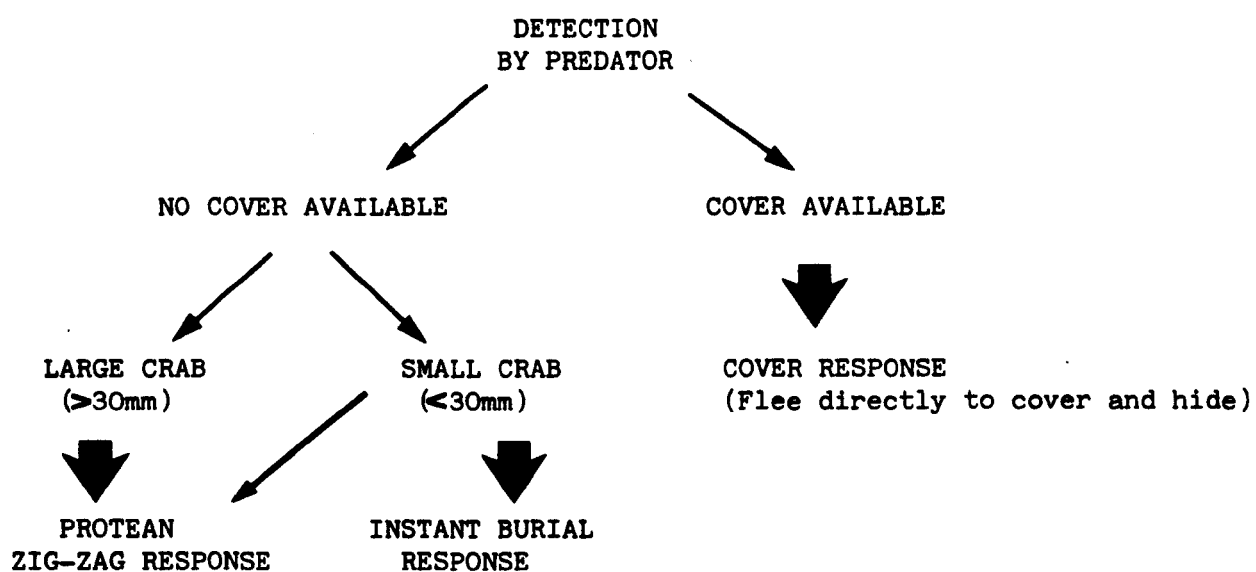 DETECTION
BY PREDATOR
NO COVER AVAILABLE
COVER AVAILABLE
LARGE CRAB
(>30mm)
SMALL CRAB
(<30mm)
COVER RESPONSE
(Flee directly to cover and hide)
PROTEAN
ZIG-ZAG RESPONSE
INSTANT BURIAL
RESPONSE